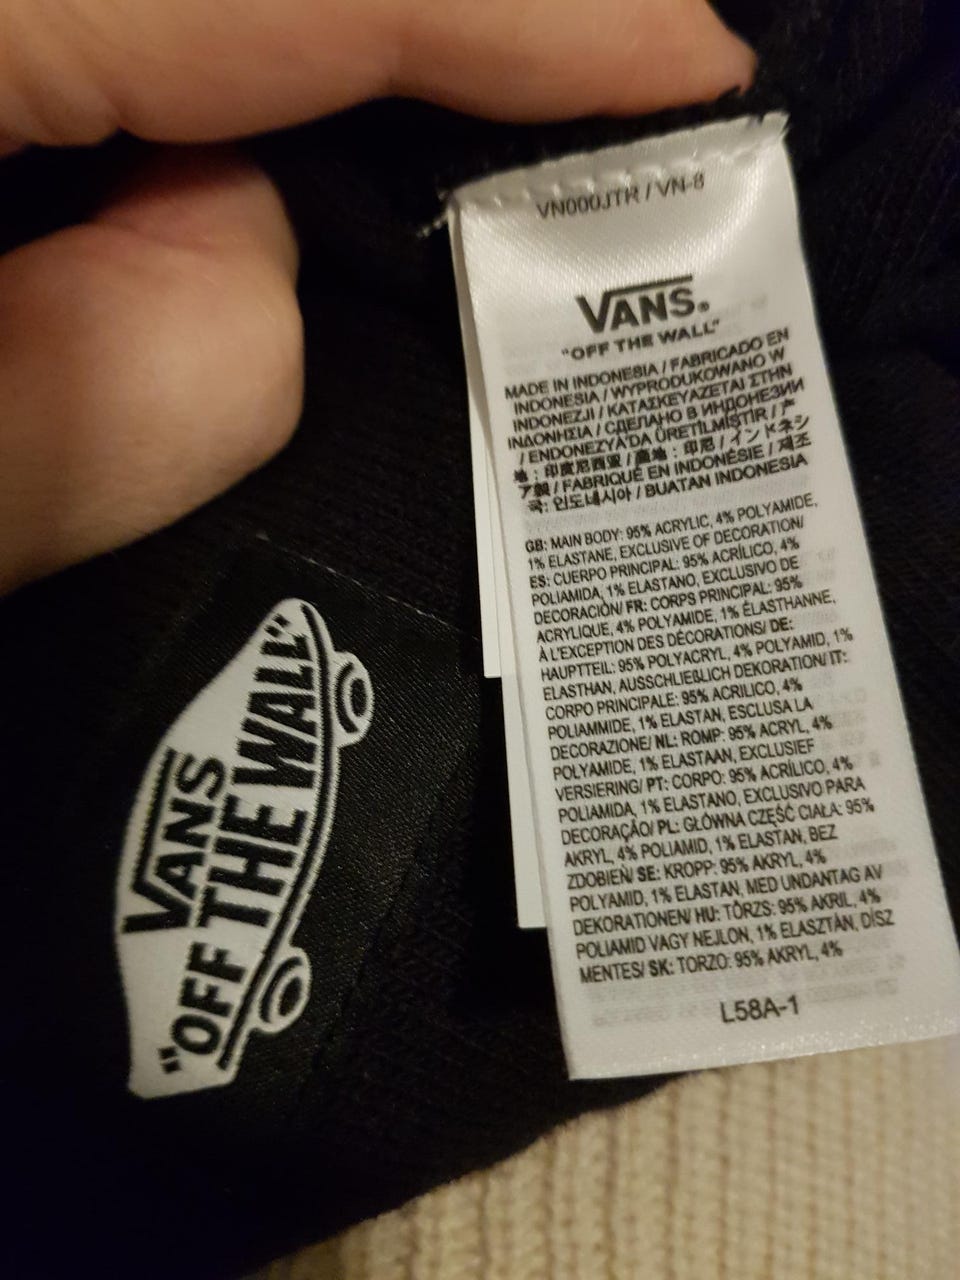 VN000JTR / VN-8
VANS®
"OFF THE WALL"
MADE IN INDONESIA / FABRICADO EN
INDONESIA / WYPRODUKOWANO W
INDONEZJI / ΚΑΤΑΣΚΕΥΑΖΕΤΑΙ ΣΤΗΝ
ΙΝΔΟΝΗΣΙΑ / СДЕЛАНО В ИНДОНЕЗИИ
/ ENDONEZYA'DA ÜRETİLMİŞTİR / 产
地：印度尼西亚 / 產地：印尼 / インドネシ
ア製 / FABRIQUÉ EN INDONÉSIE / 제조
국: 인도네시아 / BUATAN INDONESIA
GB: MAIN BODY: 95% ACRYLIC, 4% POLYAMIDE,
1% ELASTANE, EXCLUSIVE OF DECORATION/
ES: CUERPO PRINCIPAL: 95% ACRÍLICO, 4%
POLIAMIDA, 1% ELASTANO, EXCLUSIVO DE
DECORACIÓN/ FR: CORPS PRINCIPAL: 95%
ACRYLIQUE, 4% POLYAMIDE, 1% ÉLASTHANNE,
À L'EXCEPTION DES DÉCORATIONS/ DE:
HAUPTTEIL: 95% POLYACRYL, 4% POLYAMID, 1%
ELASTHAN, AUSSCHLIEßLICH DEKORATION/ IT:
CORPO PRINCIPALE: 95% ACRILICO, 4%
POLIAMMIDE, 1% ELASTAN, ESCLUSA LA
DECORAZIONE/ NL: ROMP: 95% ACRYL, 4%
POLYAMIDE, 1% ELASTAAN, EXCLUSIEF
VERSIERING/ PT: CORPO: 95% ACRÍLICO, 4%
POLIAMIDA, 1% ELASTANO, EXCLUSIVO PARA
DECORAÇÃO/ PL: GŁÓWNA CZĘŚĆ CIAŁA: 95%
AKRYL, 4% POLIAMID, 1% ELASTAN, BEZ
ZDOBIEŃ/ SE: KROPP: 95% AKRYL, 4%
POLYAMID, 1% ELASTAN, MED UNDANTAG AV
DEKORATIONEN/ HU: TÖRZS: 95% AKRIL, 4%
POLIAMID VAGY NEJLON, 1% ELASZTÁN, DÍSZ
MENTES/ SK: TORZO: 95% AKRYL, 4%
L58A-1
VANS
"OFF THE WALL"